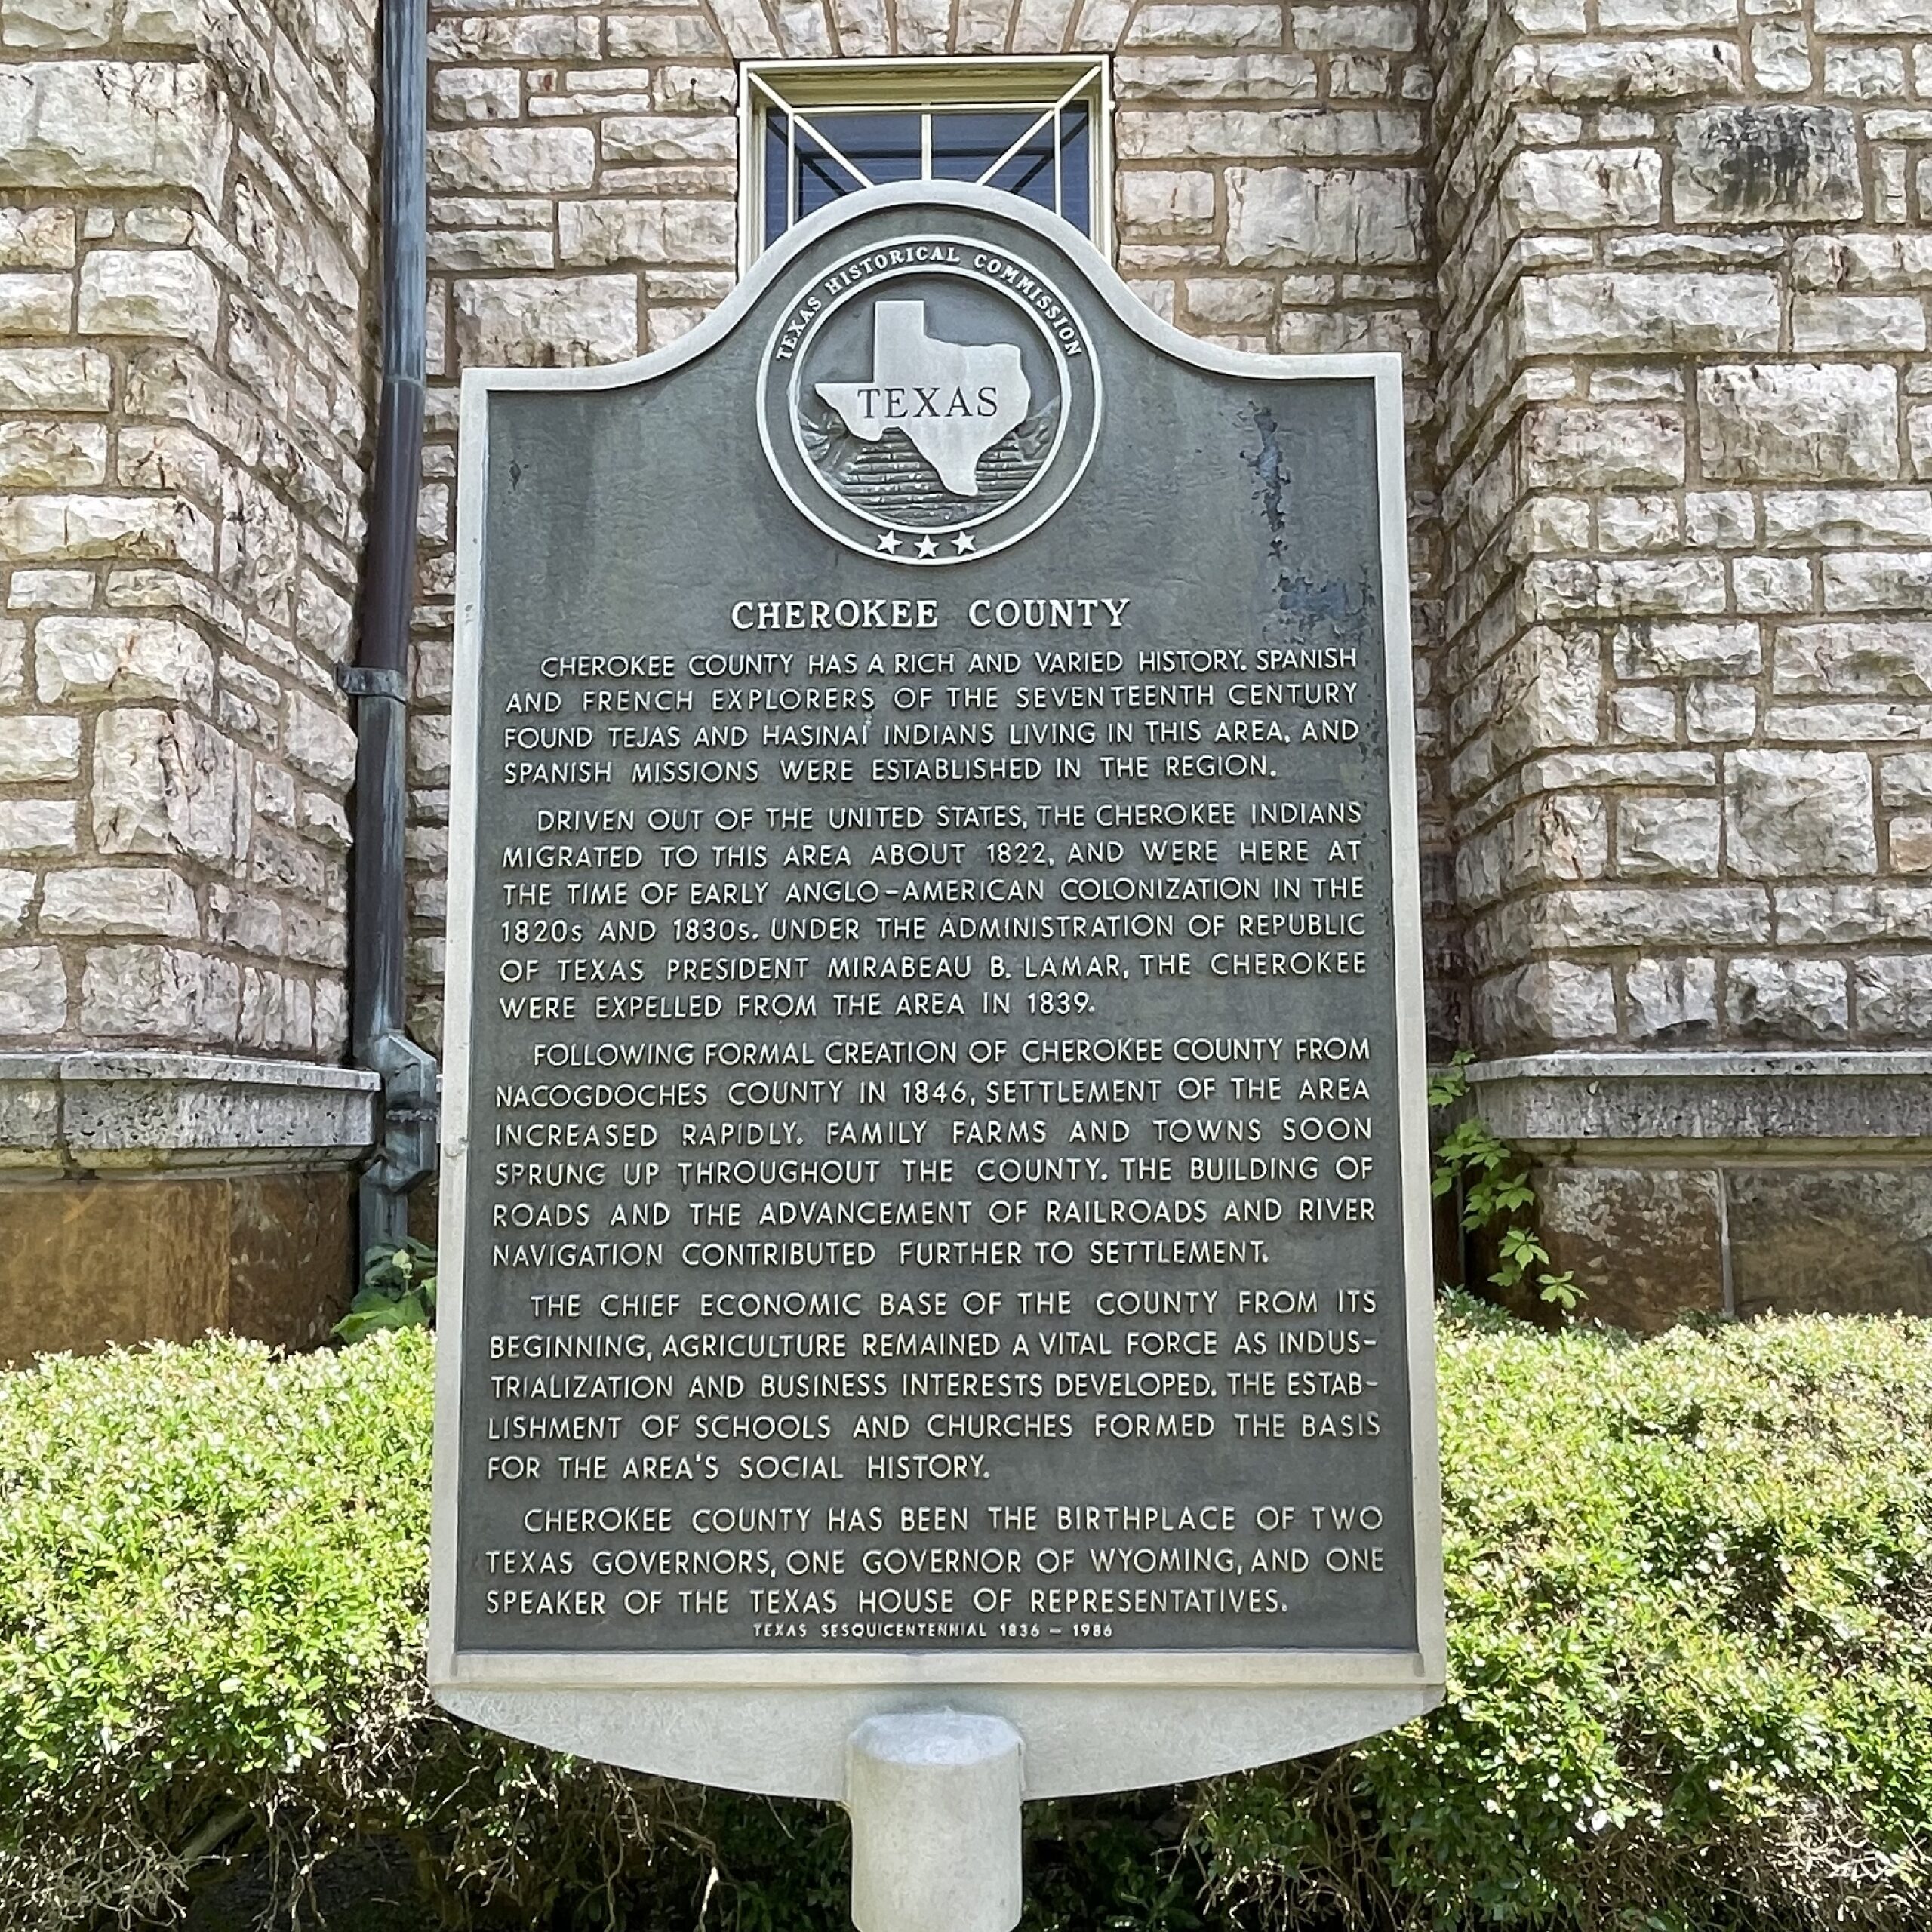 TEXAS HISTORICAL COMMISSION
TEXAS
CHEROKEE COUNTY
CHEROKEE COUNTY HAS A RICH AND VARIED HISTORY. SPANISH
AND FRENCH EXPLORERS OF THE SEVENTEENTH CENTURY
FOUND TEJAS AND HASINAI INDIANS LIVING IN THIS AREA, AND
SPANISH MISSIONS WERE ESTABLISHED IN THE REGION.
DRIVEN OUT OF THE UNITED STATES, THE CHEROKEE INDIANS
MIGRATED TO THIS AREA ABOUT 1822, AND WERE HERE AT
THE TIME OF EARLY ANGLO-AMERICAN COLONIZATION IN THE
1820s AND 1830s. UNDER THE ADMINISTRATION OF REPUBLIC
OF TEXAS PRESIDENT MIRABEAU B. LAMAR, THE CHEROKEE
WERE EXPELLED FROM THE AREA IN 1839.
FOLLOWING FORMAL CREATION OF CHEROKEE COUNTY FROM
NACOGDOCHES COUNTY IN 1846, SETTLEMENT OF THE AREA
INCREASED RAPIDLY. FAMILY FARMS AND TOWNS SOON
SPRUNG UP THROUGHOUT THE COUNTY. THE BUILDING OF
ROADS AND THE ADVANCEMENT OF RAILROADS AND RIVER
NAVIGATION CONTRIBUTED FURTHER TO SETTLEMENT.
THE CHIEF ECONOMIC BASE OF THE COUNTY FROM ITS
BEGINNING, AGRICULTURE REMAINED A VITAL FORCE AS INDUS-
TRIALIZATION AND BUSINESS INTERESTS DEVELOPED. THE ESTAB-
LISHMENT OF SCHOOLS AND CHURCHES FORMED THE BASIS
FOR THE AREA'S SOCIAL HISTORY.
CHEROKEE COUNTY HAS BEEN THE BIRTHPLACE OF TWO
TEXAS GOVERNORS, ONE GOVERNOR OF WYOMING, AND ONE
SPEAKER OF THE TEXAS HOUSE OF REPRESENTATIVES.
TEXAS SESQUICENTENNIAL 1836 - 1986